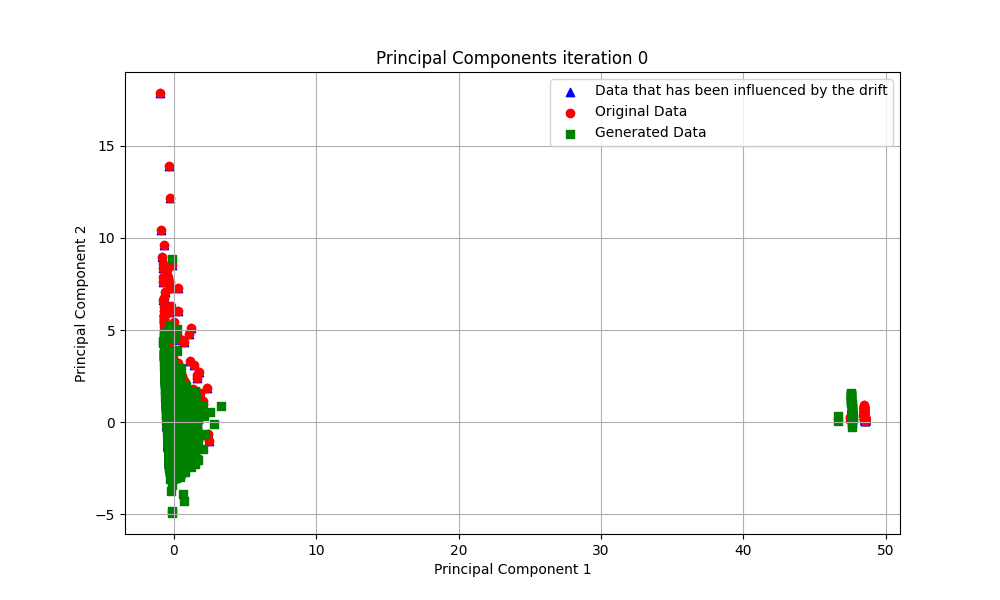 Principal Components iteration 0
Data that has been influenced by the drift
Original Data
Generated Data
15
10
5
0
−5
Principal Component 2
0 10 20 30 40 50
Principal Component 1